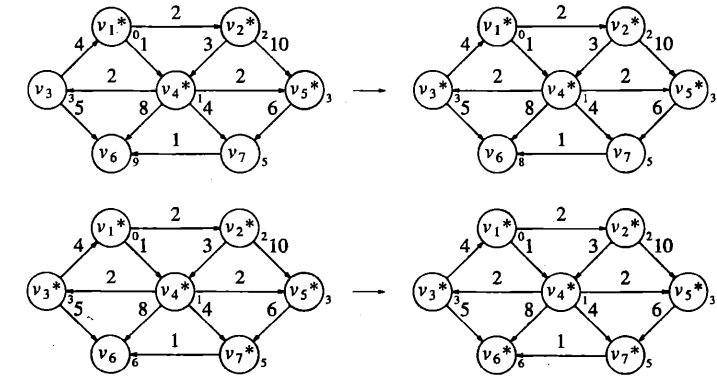 2 2
v1* 0 v2* 2 v1* 0 v2* 2
4 1 3 10 4 1 3 10
2 2 2 2
v3 3 v4* 1 v5* 3 v3* 3 v4* 1 v5* 3
5 8 4 6 5 8 4 6
1 1
v6 9 v7 5 v6 8 v7 5
2 2
v1* 0 v2* 2 v1* 0 v2* 2
4 1 3 10 4 1 3 10
2 2 2 2
v3* 3 v4* 1 v5* 3 v3* 3 v4* 1 v5* 3
5 8 4 6 5 8 4 6
1 1
v6 6 v7* 5 v6* 6 v7* 5